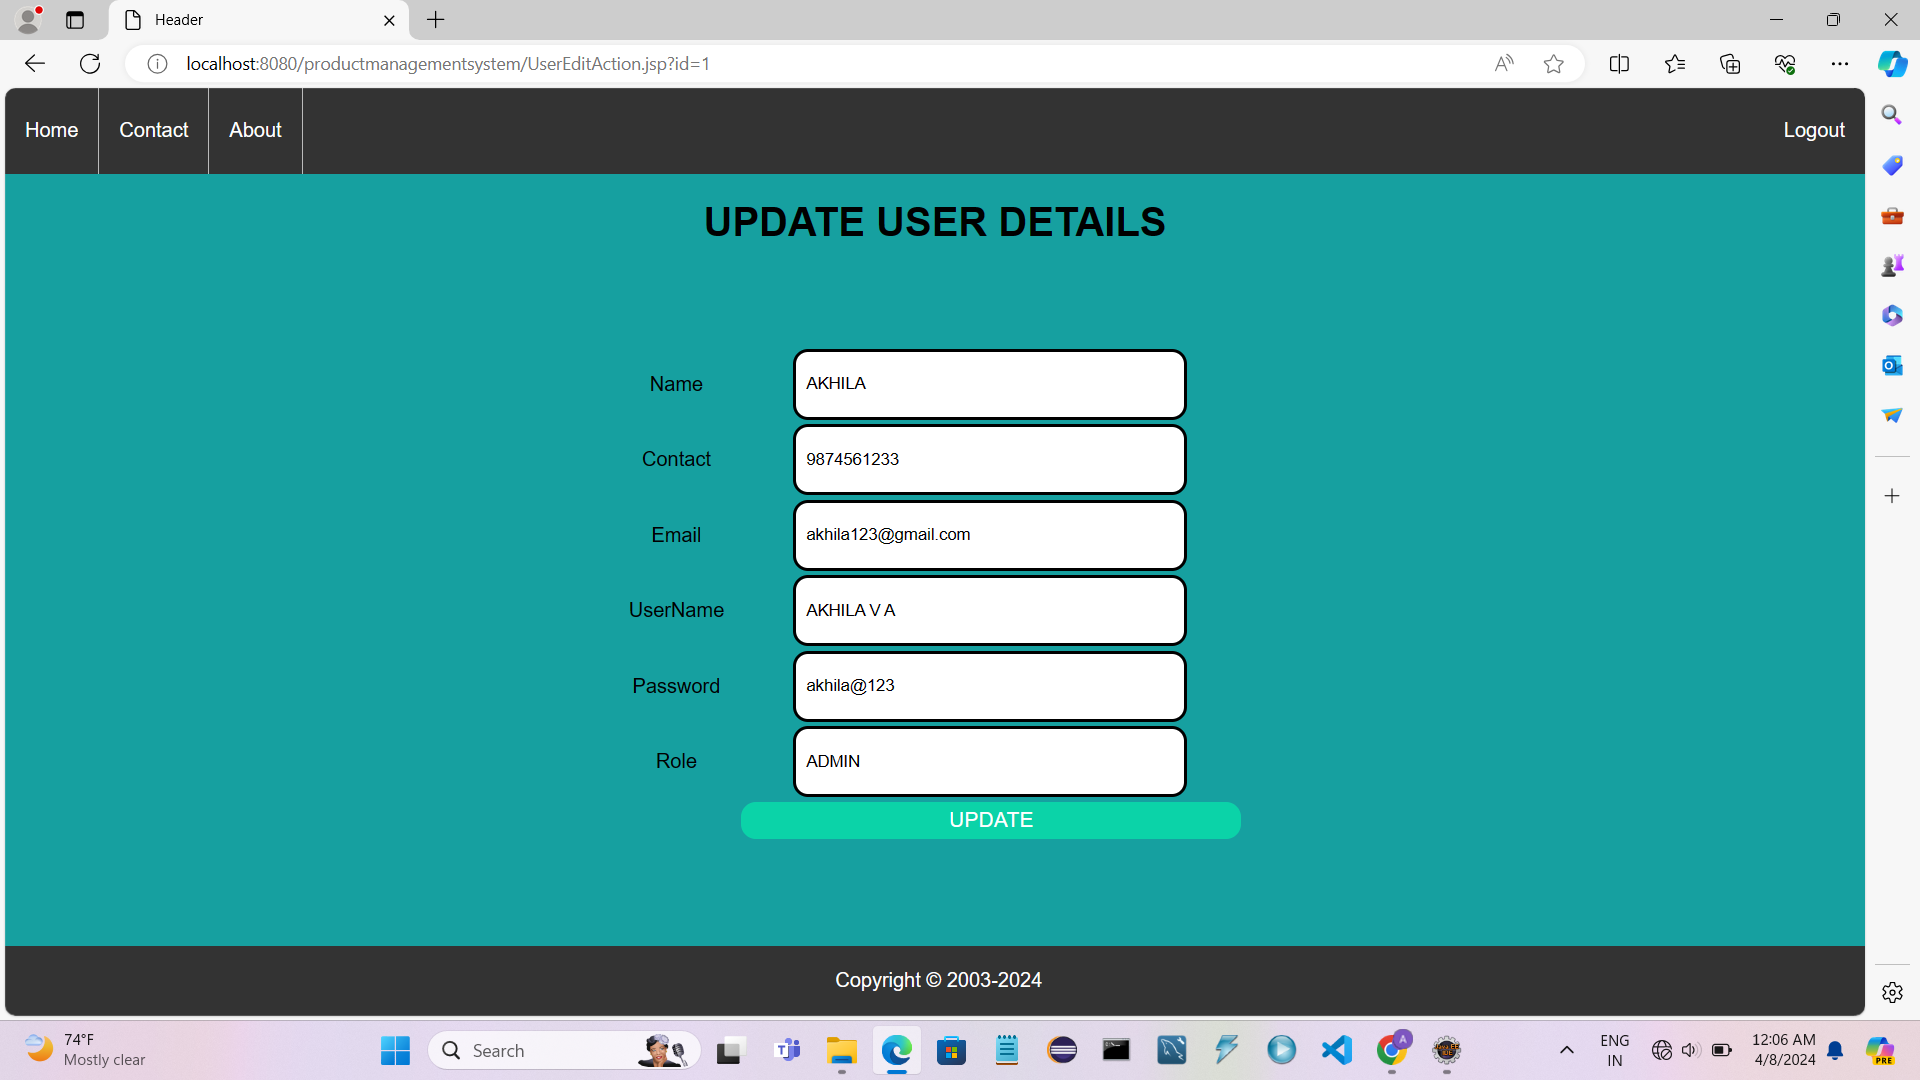 Header
localhost:8080/productmanagementsystem/UserEditAction.jsp?id=1
Home Contact About Logout
UPDATE USER DETAILS
Name AKHILA
Contact 9874561233
Email akhila123@gmail.com
UserName AKHILA V A
Password akhila@123
Role ADMIN
UPDATE
Copyright © 2003-2024
74°F
Mostly clear
Search
A
ENG
IN
12:06 AM
4/8/2024
PRE